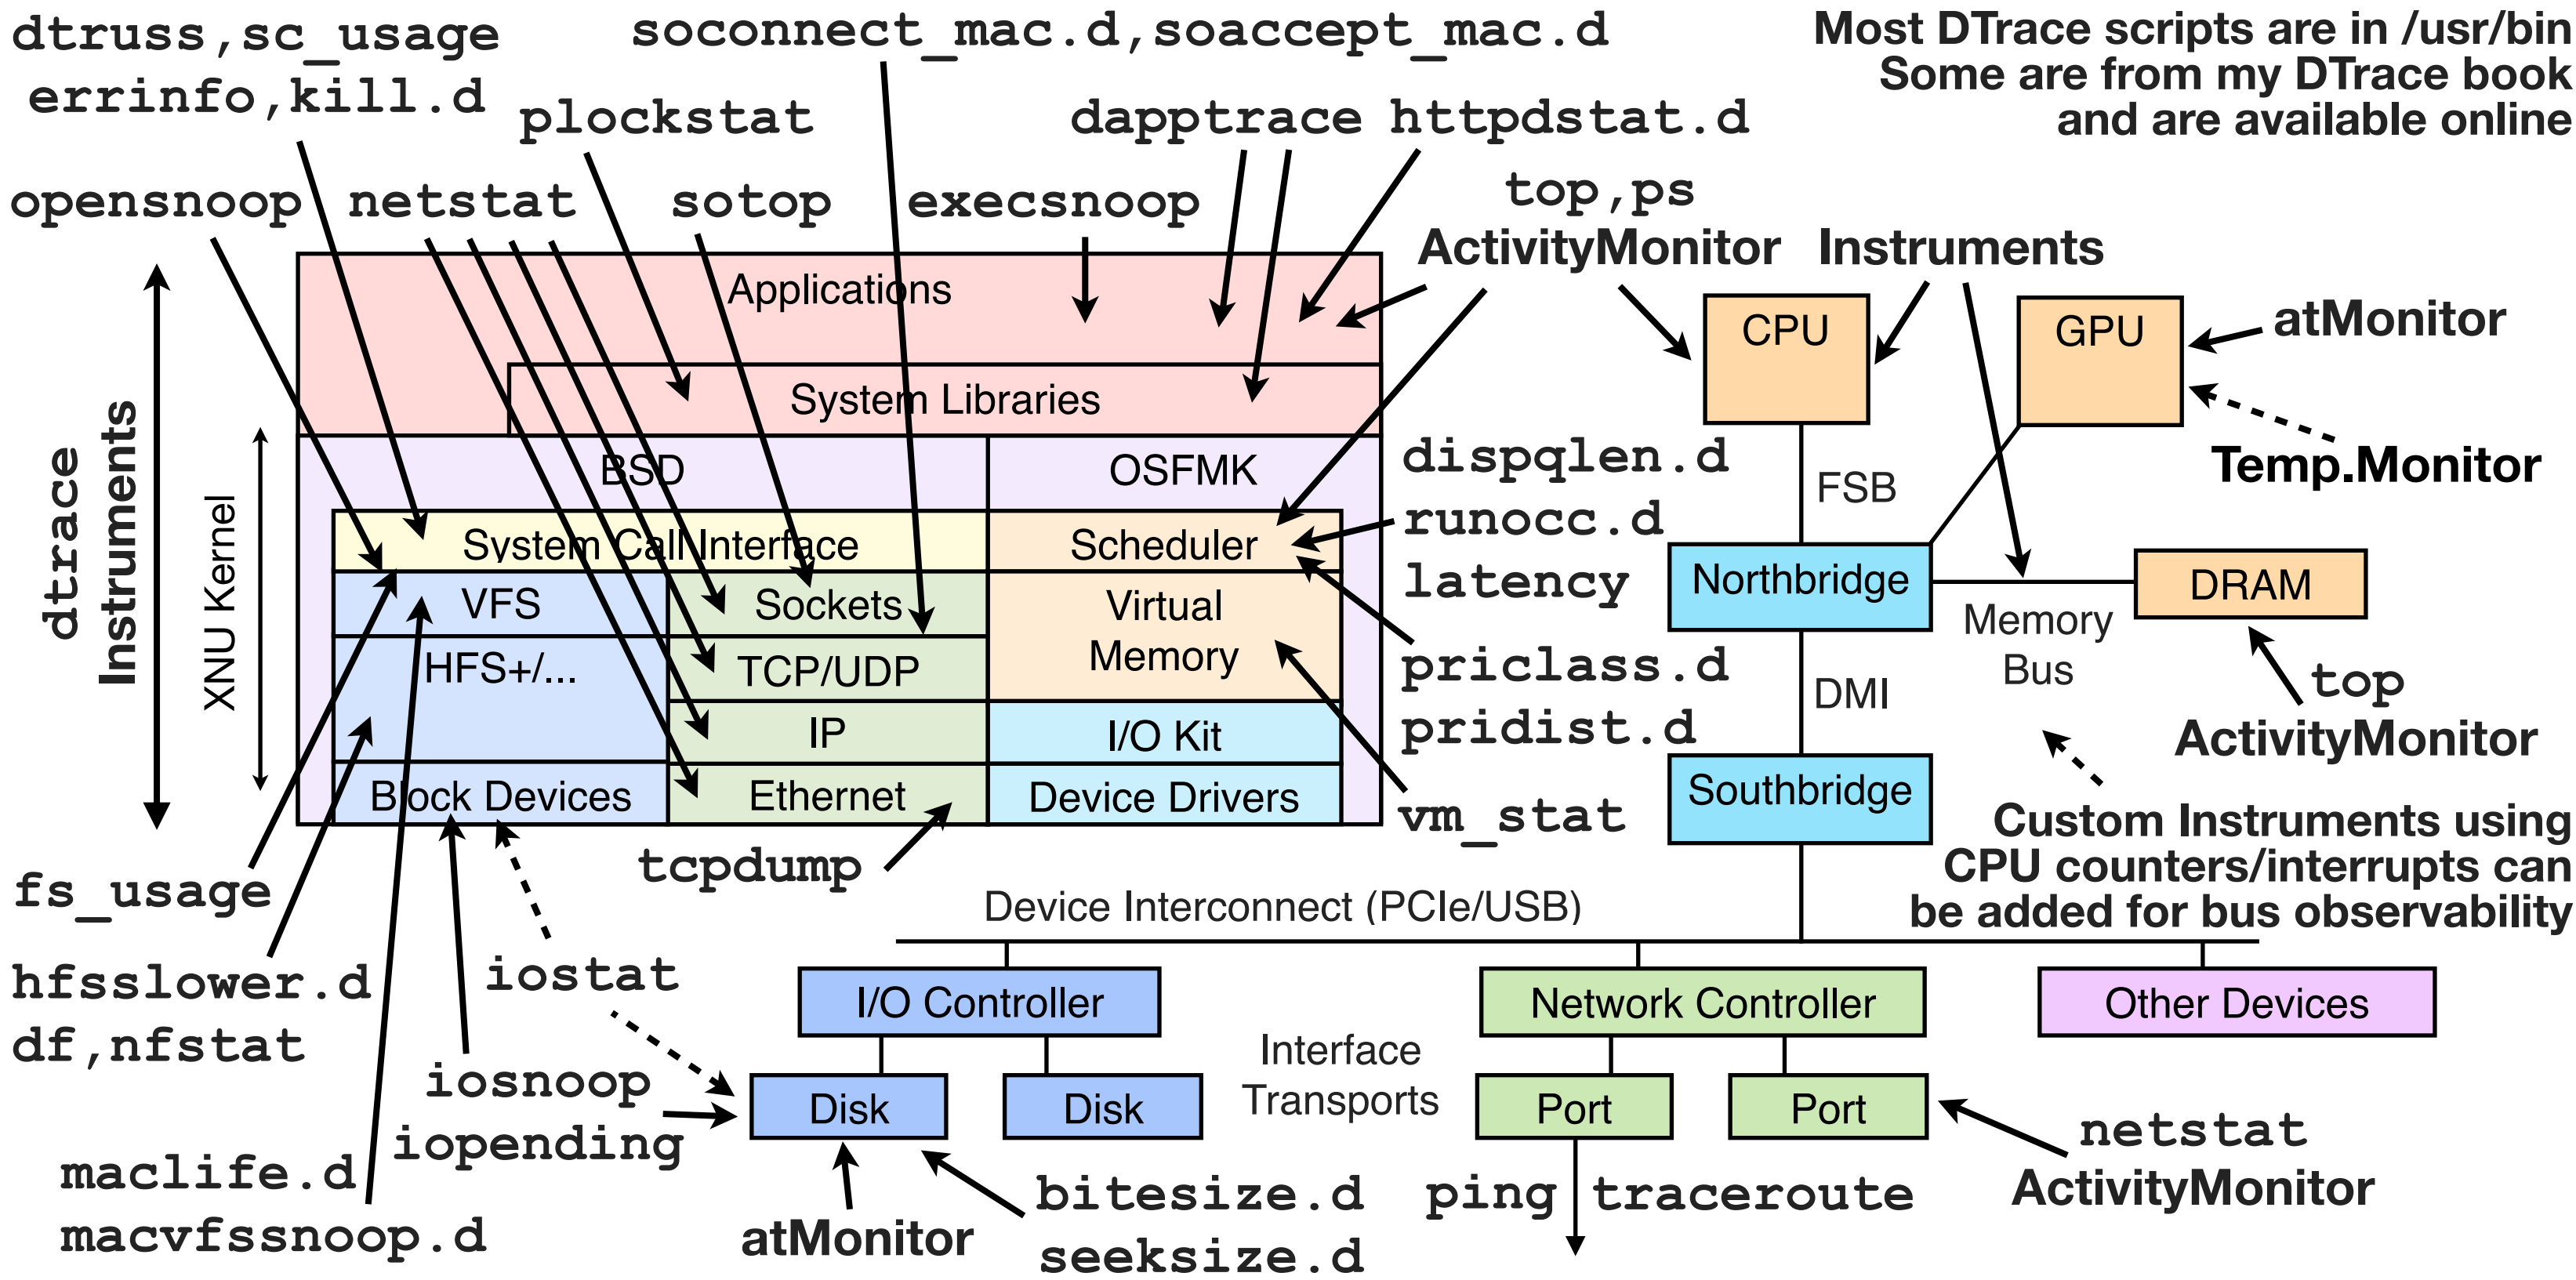 dtruss,sc_usage
errinfo,kill.d
soconnect_mac.d,soaccept_mac.d
Most DTrace scripts are in /usr/bin
Some are from my DTrace book
and are available online
plockstat
dapptrace
httpdstat.d
opensnoop
netstat
sotop
execsnoop
top,ps
ActivityMonitor
Instruments
dtrace
Instruments
XNU Kernel
Applications
System Libraries
BSD
OSFMK
System Call Interface
Scheduler
VFS
Sockets
Virtual
Memory
HFS+/...
TCP/UDP
IP
I/O Kit
Block Devices
Ethernet
Device Drivers
CPU
GPU
atMonitor
Temp.Monitor
FSB
dispqlen.d
runocc.d
latency
priclass.d
pridist.d
vm_stat
Northbridge
Memory
Bus
DRAM
DMI
top
ActivityMonitor
Southbridge
Custom Instruments using
CPU counters/interrupts can
be added for bus observability
tcpdump
fs_usage
Device Interconnect (PCIe/USB)
hfsslower.d
df,nfstat
iostat
I/O Controller
Network Controller
Other Devices
iosnoop
iopending
Disk
Disk
Interface
Transports
Port
Port
netstat
ActivityMonitor
maclife.d
macvfssnoop.d
atMonitor
bitesize.d
seeksize.d
ping
traceroute